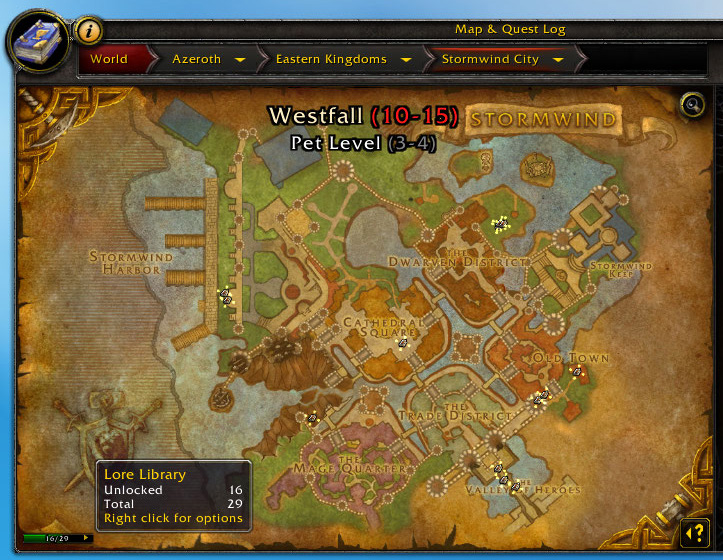 Map & Quest Log
World
Azeroth
Eastern Kingdoms
Stormwind City
Westfall (10-15)
STORMWIND
Pet Level (3-4)
STORMWIND
HARBOR
THE
DWARVEN DISTRICT
STORMWIND
KEEP
CATHEDRAL
SQUARE
OLD TOWN
THE
TRADE DISTRICT
THE
MAGE QUARTER
THE
VALLEY OF HEROES
Lore Library
Unlocked 16
Total 29
Right click for options
16/29